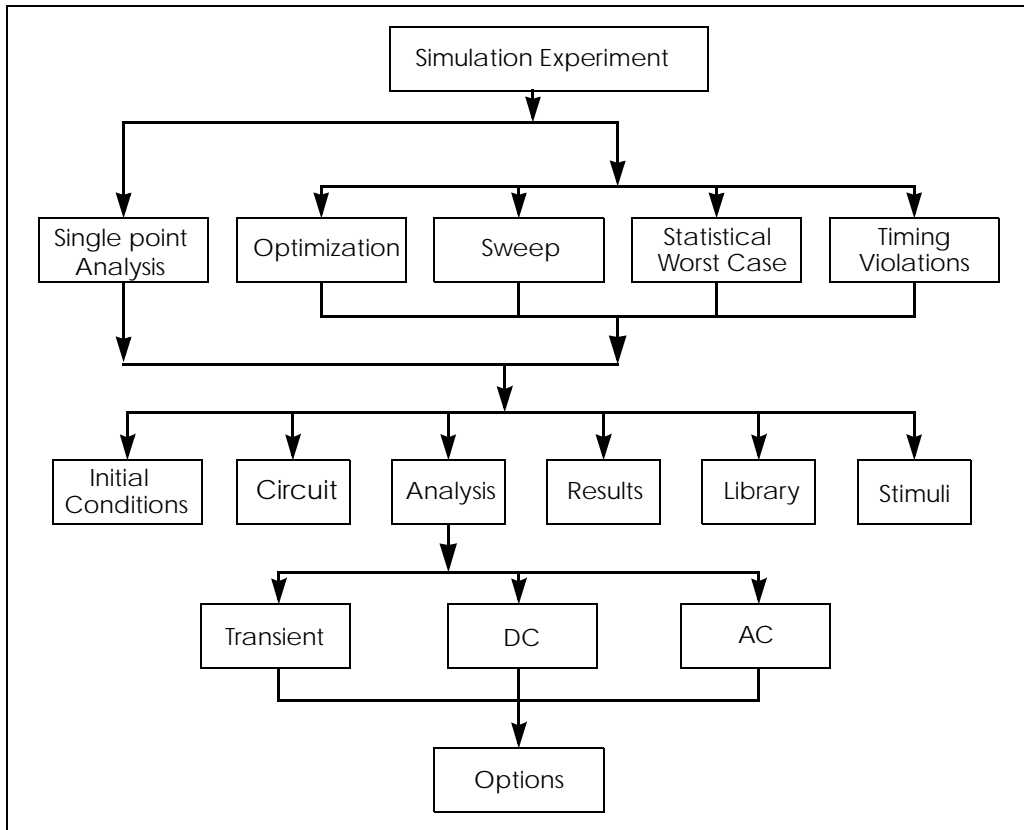 Simulation Experiment
Single point
Analysis
Optimization
Sweep
Statistical
Worst Case
Timing
Violations
Initial
Conditions
Circuit
Analysis
Results
Library
Stimuli
Transient
DC
AC
Options